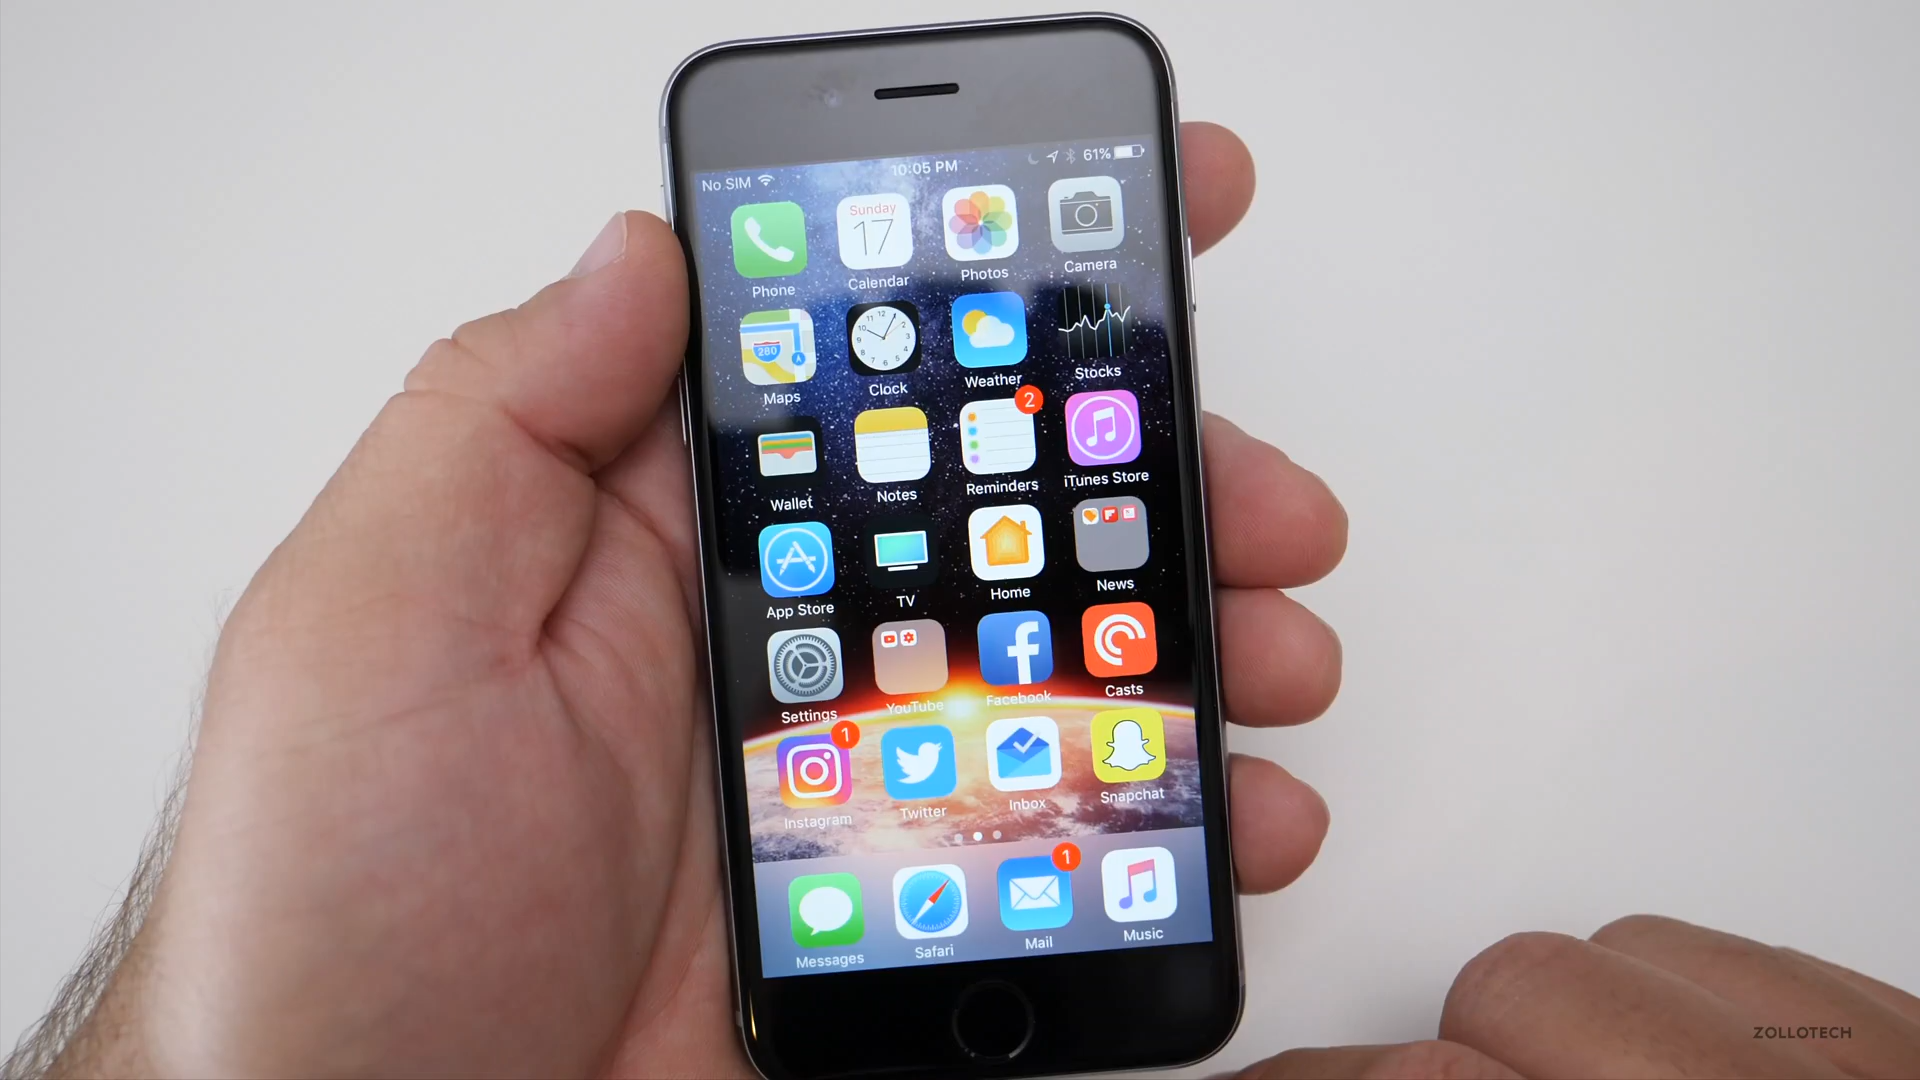 No SIM 10:05 PM 61%
Sunday
17
Phone Calendar Photos Camera
280
Maps Clock Weather Stocks
2
Wallet Notes Reminders iTunes Store
App Store TV Home News
Settings YouTube Facebook Casts
1
Instagram Twitter Inbox Snapchat
1
Messages Safari Mail Music
ZOLLOTECH